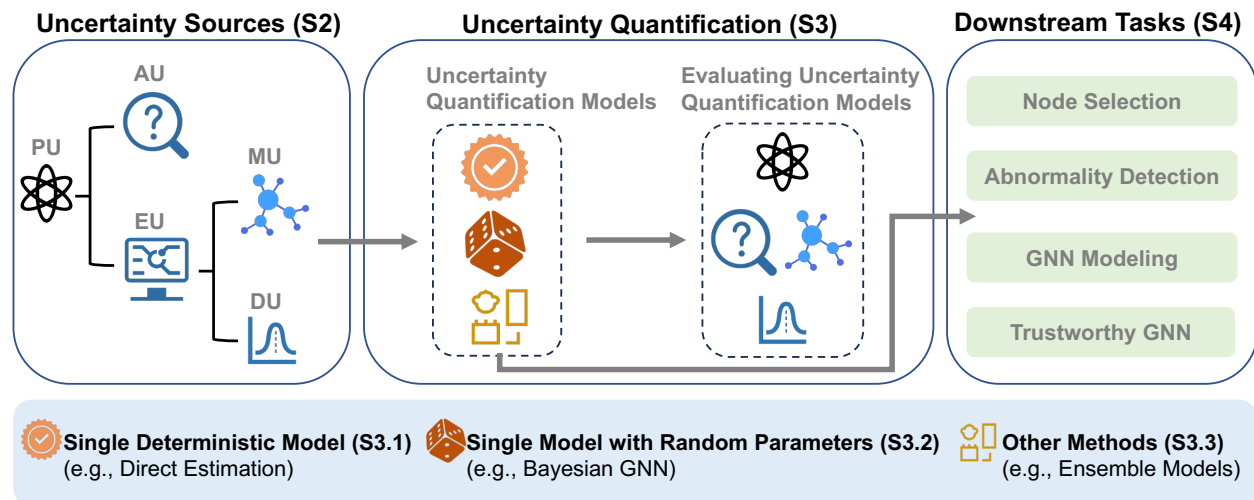 Uncertainty Sources (S2)
Uncertainty Quantification (S3)
Downstream Tasks (S4)
AU
PU
MU
EU
DU
Uncertainty
Quantification Models
Evaluating Uncertainty
Quantification Models
Node Selection
Abnormality Detection
GNN Modeling
Trustworthy GNN
Single Deterministic Model (S3.1)
(e.g., Direct Estimation)
Single Model with Random Parameters (S3.2)
(e.g., Bayesian GNN)
Other Methods (S3.3)
(e.g., Ensemble Models)